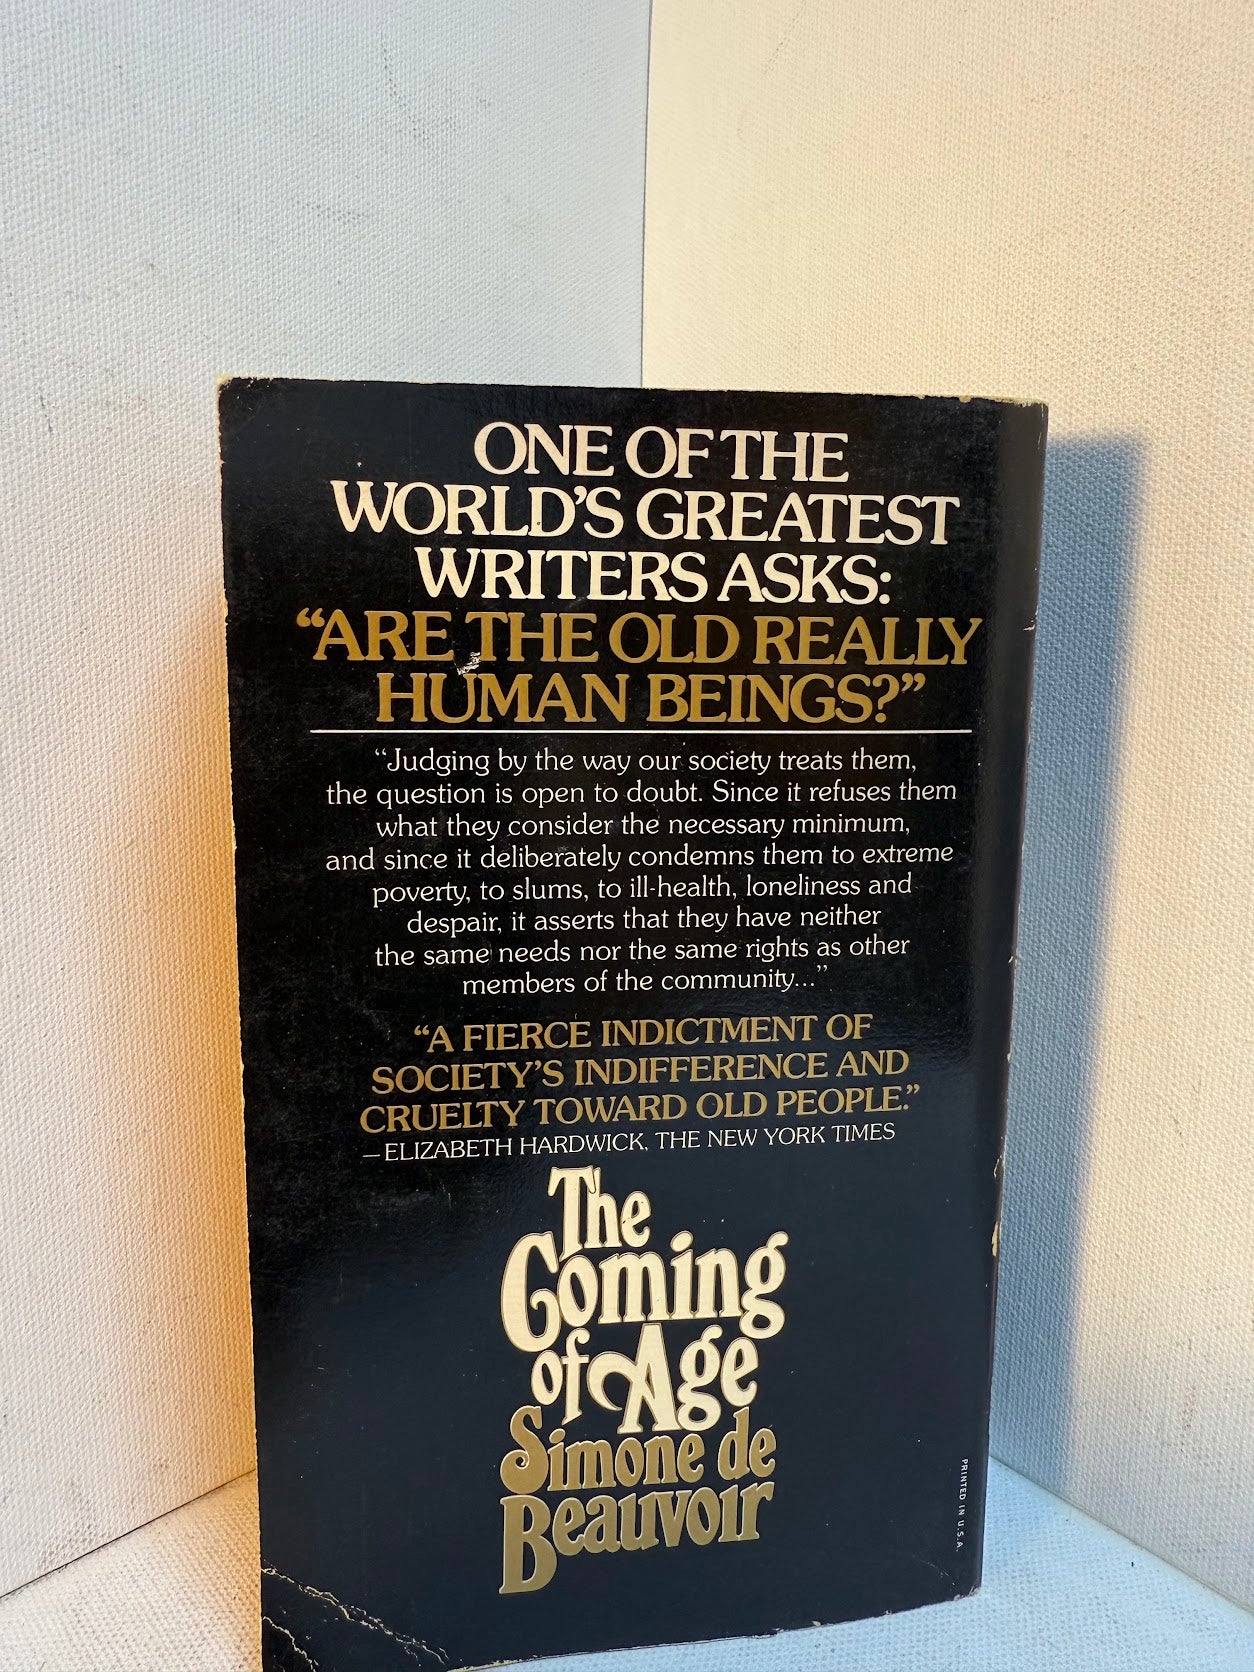 ONE OF THE
WORLD'S GREATEST
WRITERS ASKS:
“ARE THE OLD REALLY
HUMAN BEINGS?”
“Judging by the way our society treats them,
the question is open to doubt. Since it refuses them
what they consider the necessary minimum,
and since it deliberately condemns them to extreme
poverty, to slums, to ill-health, loneliness and
despair, it asserts that they have neither
the same needs nor the same rights as other
members of the community...”
“A FIERCE INDICTMENT OF
SOCIETY'S INDIFFERENCE AND
CRUELTY TOWARD OLD PEOPLE.”
—ELIZABETH HARDWICK, THE NEW YORK TIMES
The
Coming
of Age
Simone de
Beauvoir
PRINTED IN U.S.A.